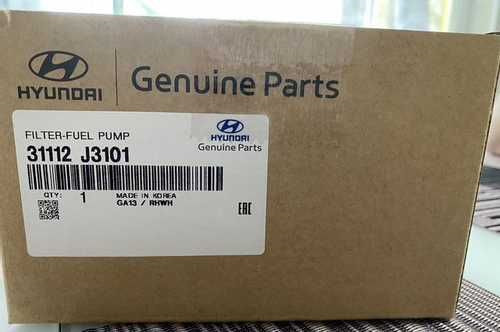 HYUNDAI
Genuine Parts
FILTER-FUEL PUMP
31112 J3101
HYUNDAI
Genuine Parts
QTY: 1
MADE IN KOREA
GA13 / RHWH
EAC